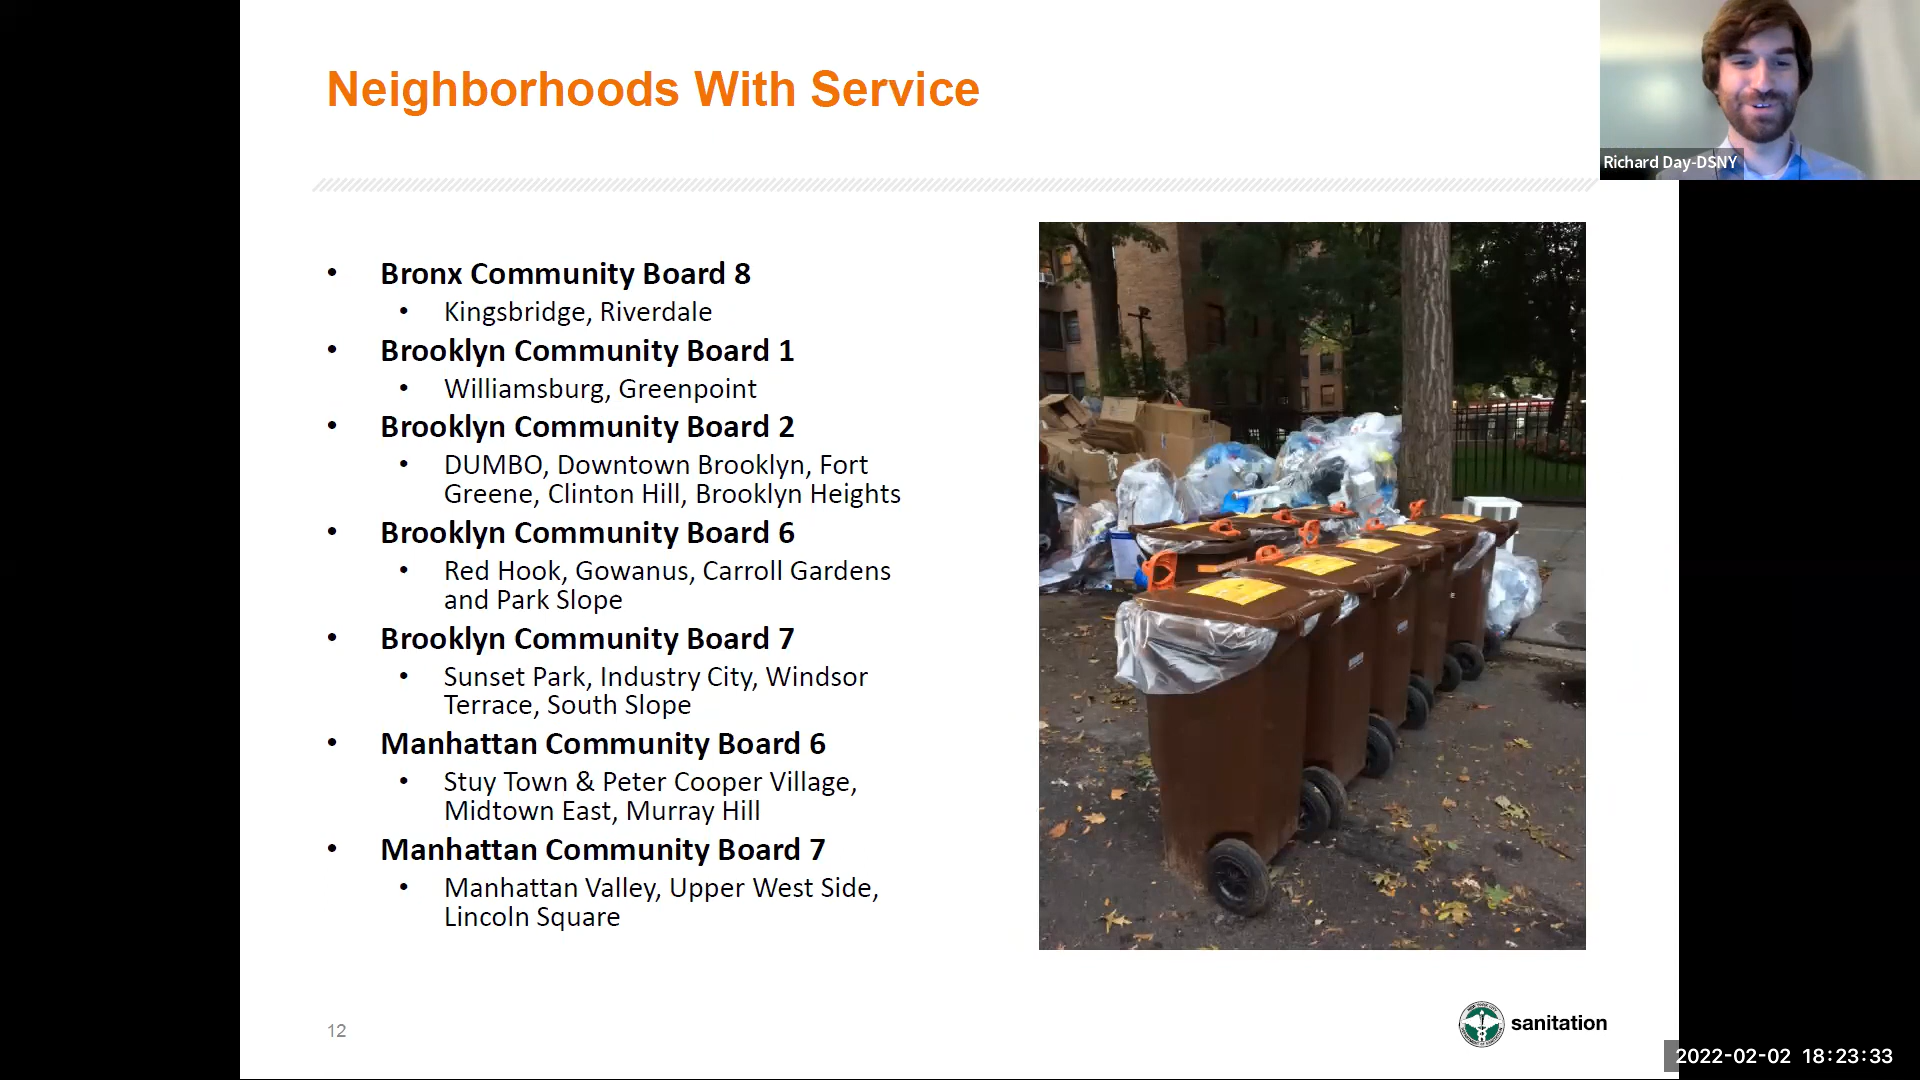 Neighborhoods With Service
Richard Day-DSNY
• Bronx Community Board 8
• Kingsbridge, Riverdale
• Brooklyn Community Board 1
• Williamsburg, Greenpoint
• Brooklyn Community Board 2
• DUMBO, Downtown Brooklyn, Fort
Greene, Clinton Hill, Brooklyn Heights
• Brooklyn Community Board 6
• Red Hook, Gowanus, Carroll Gardens
and Park Slope
• Brooklyn Community Board 7
• Sunset Park, Industry City, Windsor
Terrace, South Slope
• Manhattan Community Board 6
• Stuy Town & Peter Cooper Village,
Midtown East, Murray Hill
• Manhattan Community Board 7
• Manhattan Valley, Upper West Side,
Lincoln Square
12
sanitation
2022-02-02 18:23:33